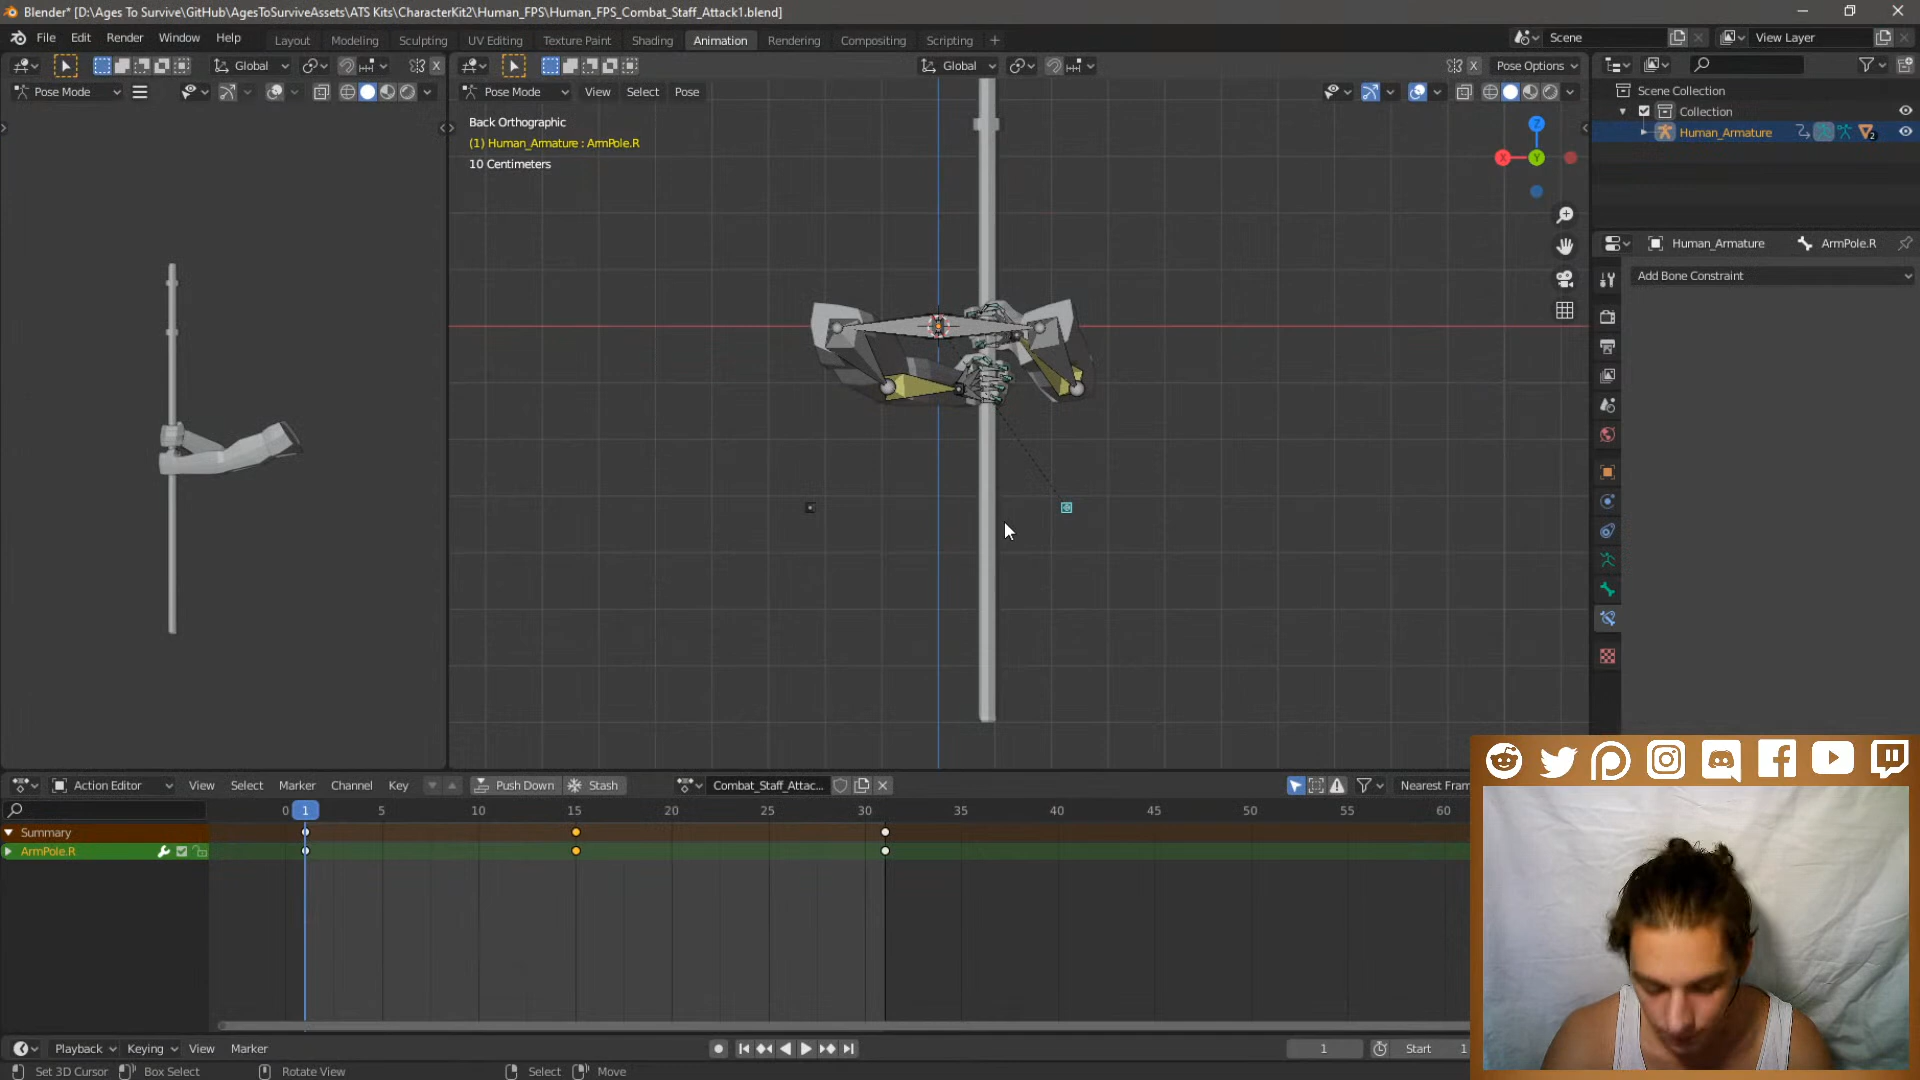 Blender* [D:\Ages To Survive\GitHub\AgesToSurviveAssets\ATS Kits\CharacterKit2\Human_FPS\Human_FPS_Combat_Staff_Attack1.blend]
File Edit Render Window Help
Layout Modeling Sculpting UV Editing Texture Paint Shading Animation Rendering Compositing Scripting +
Scene View Layer
Global
Global
Pose Options
Pose Mode
Pose Mode View Select Pose
Back Orthographic
(1) Human_Armature : ArmPole.R
10 Centimeters
Z
X
Y
Scene Collection
Collection
Human_Armature
2
Human_Armature ArmPole.R
Add Bone Constraint
Action Editor View Select Marker Channel Key Push Down Stash Combat_Staff_Attac... Nearest Fram
0 1 5 10 15 20 25 30 35 40 45 50 55 60
Summary
ArmPole.R
Playback Keying View Marker 1 Start 1
Set 3D Cursor Box Select Rotate View Select Move